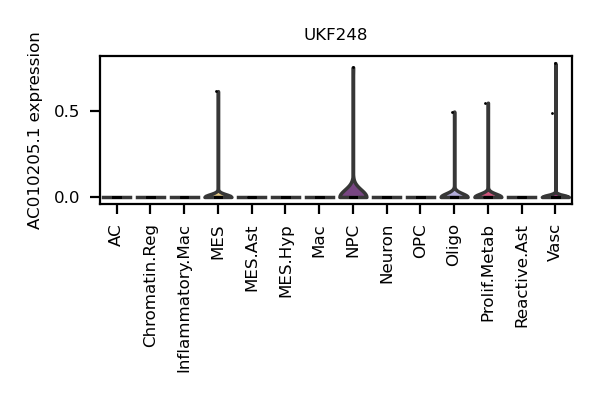 UKF248
AC010205.1 expression
0.5
0.0
AC
Chromatin.Reg
Inflammatory.Mac
MES
MES.Ast
MES.Hyp
Mac
NPC
Neuron
OPC
Oligo
Prolif.Metab
Reactive.Ast
Vasc